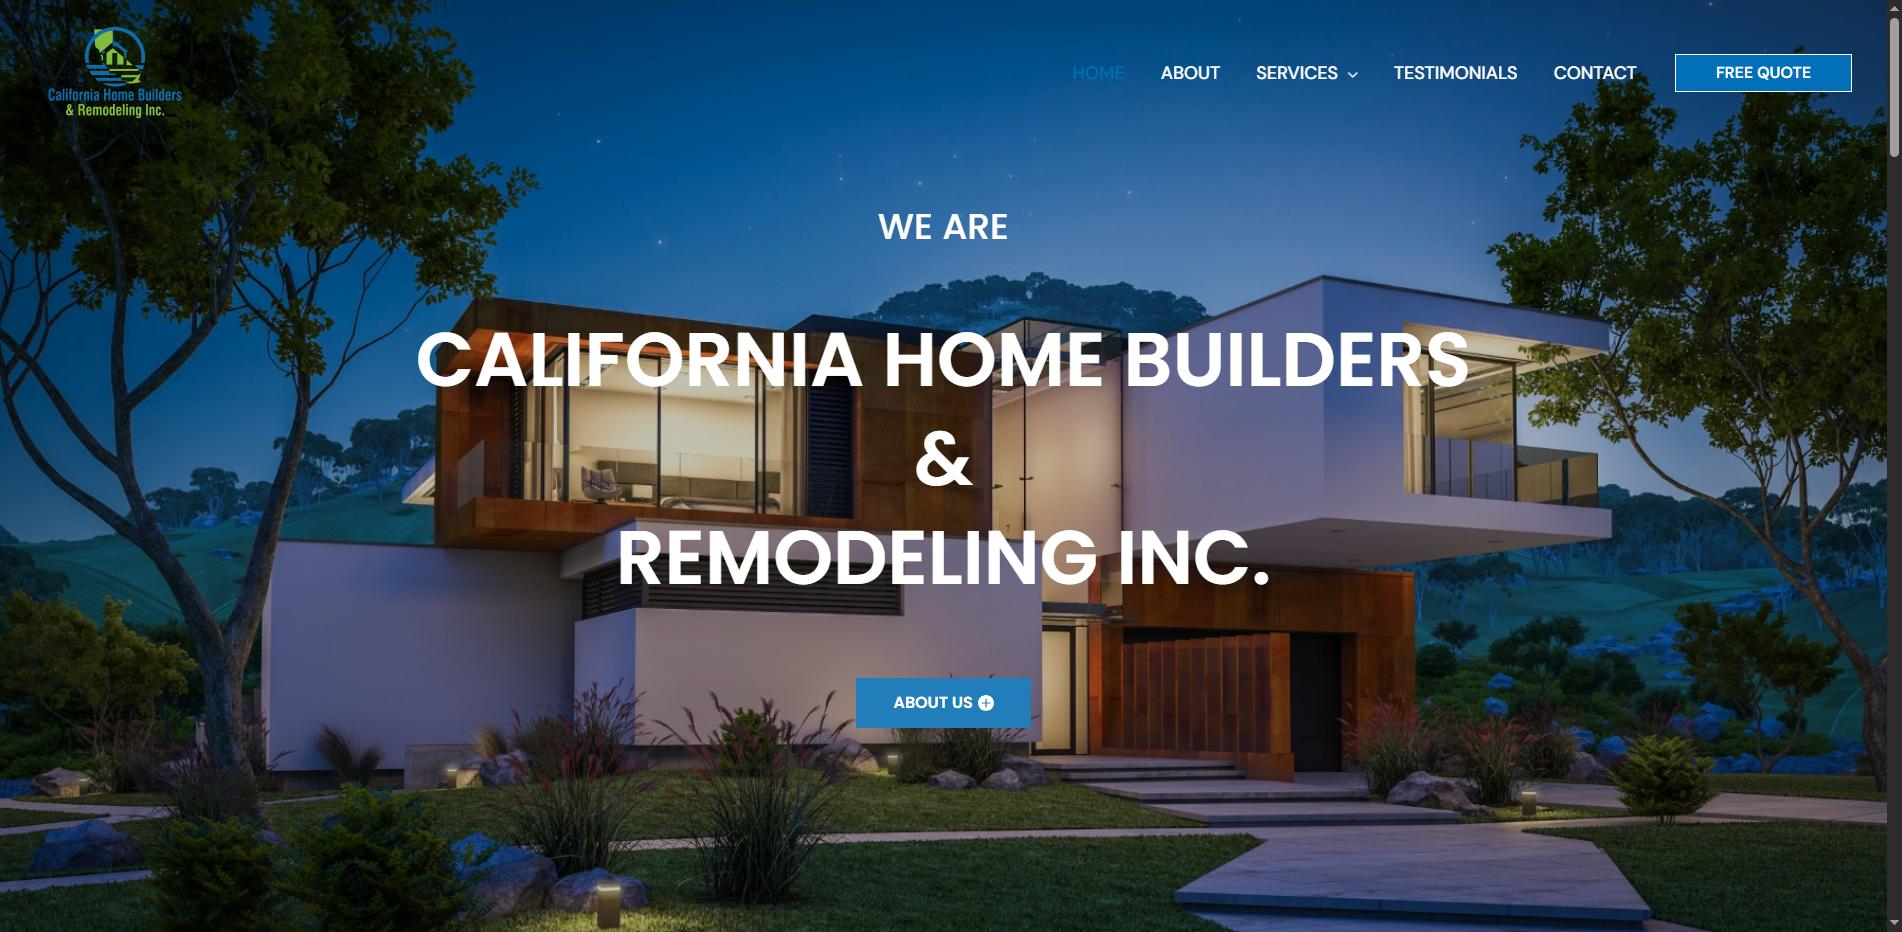 California Home Builders
& Remodeling Inc.
HOME
ABOUT
SERVICES
TESTIMONIALS
CONTACT
FREE QUOTE
WE ARE
CALIFORNIA HOME BUILDERS
&
REMODELING INC.
ABOUT US